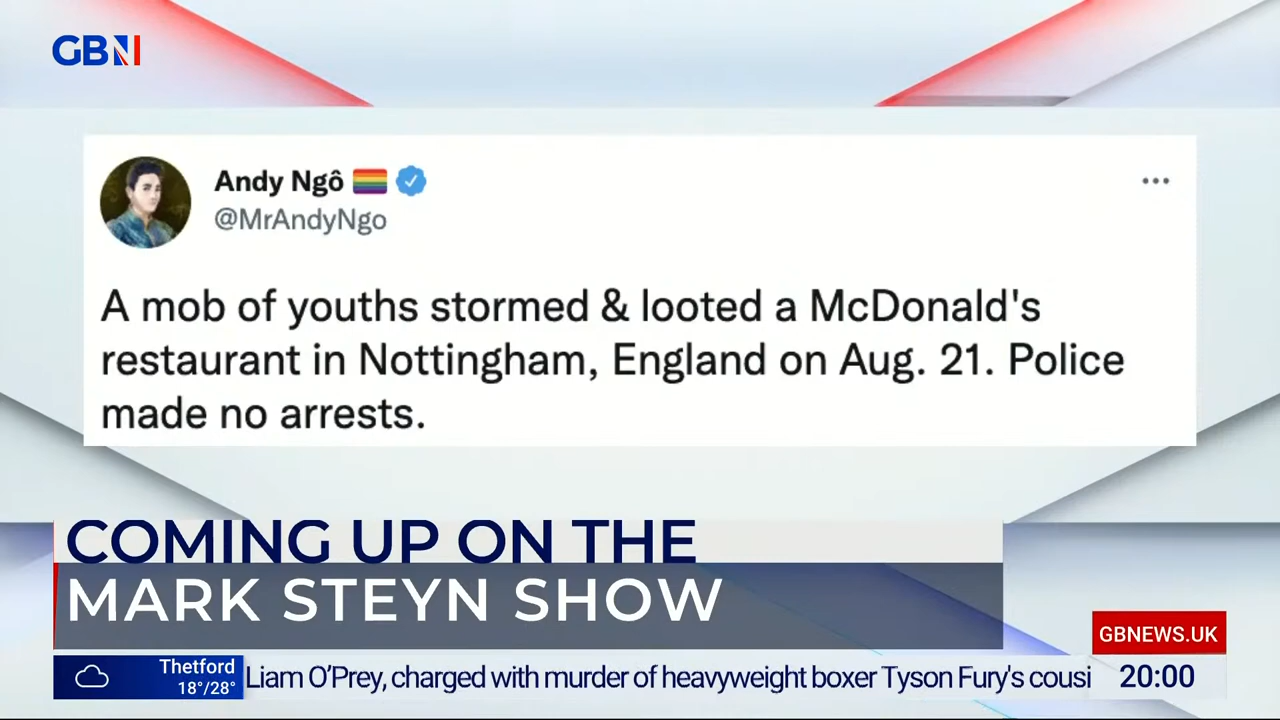 GBN
Andy Ngô
@MrAndyNgo
A mob of youths stormed & looted a McDonald's
restaurant in Nottingham, England on Aug. 21. Police
made no arrests.
COMING UP ON THE
MARK STEYN SHOW
GBNEWS.UK
Thetford
18°/28°
Liam O'Prey, charged with murder of heavyweight boxer Tyson Fury's cousi
20:00